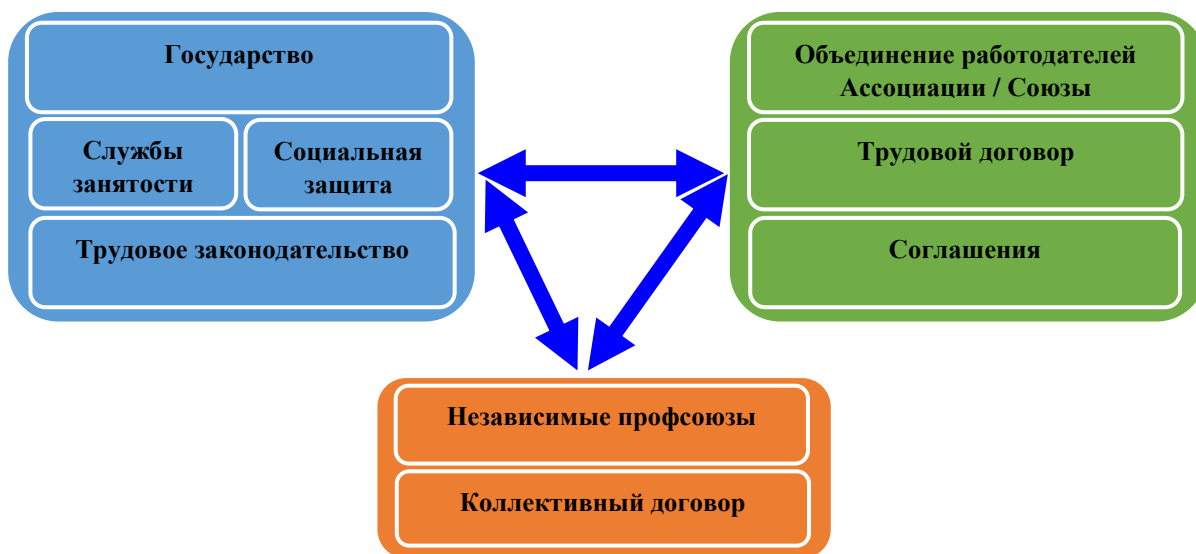 Государство
Службы
занятости
Социальная
защита
Трудовое законодательство
Объединение работодателей
Ассоциации / Союзы
Трудовой договор
Соглашения
Независимые профсоюзы
Коллективный договор